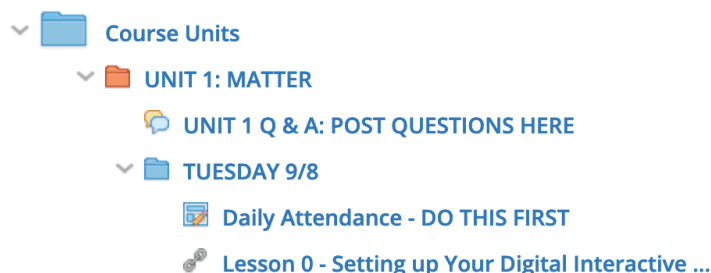 Course Units
UNIT 1: MATTER
UNIT 1 Q & A: POST QUESTIONS HERE
TUESDAY 9/8
Daily Attendance - DO THIS FIRST
Lesson 0 - Setting up Your Digital Interactive ...